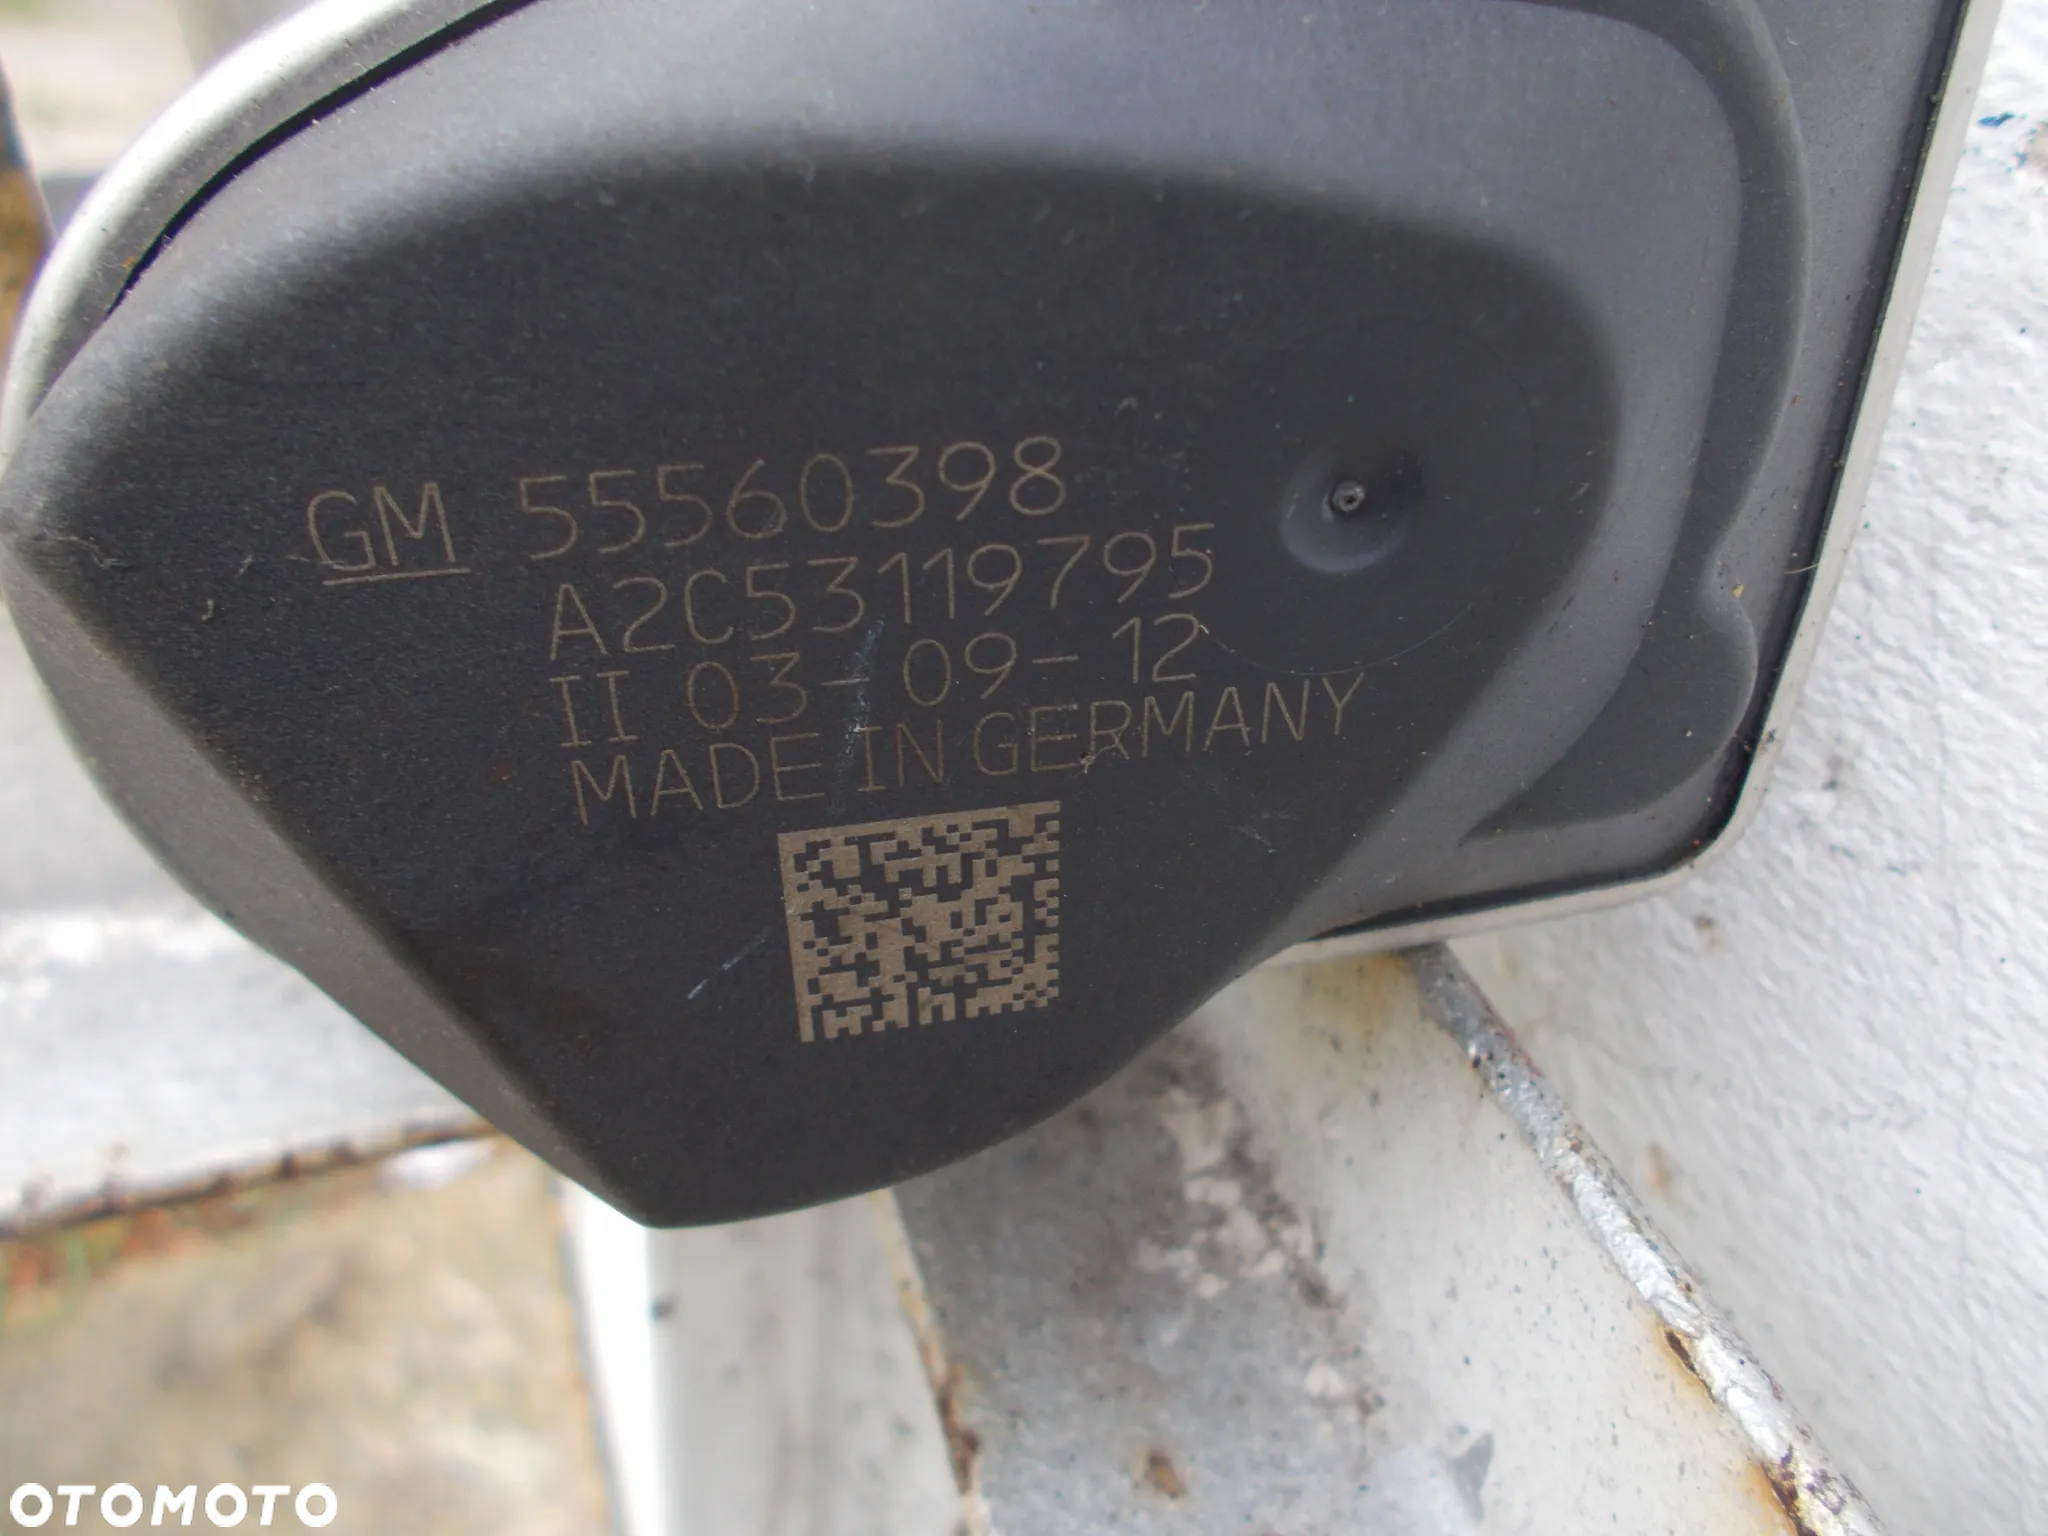 GM 55560398
A2C53119795
II 03-09-12
MADE IN GERMANY
OTOMOTO